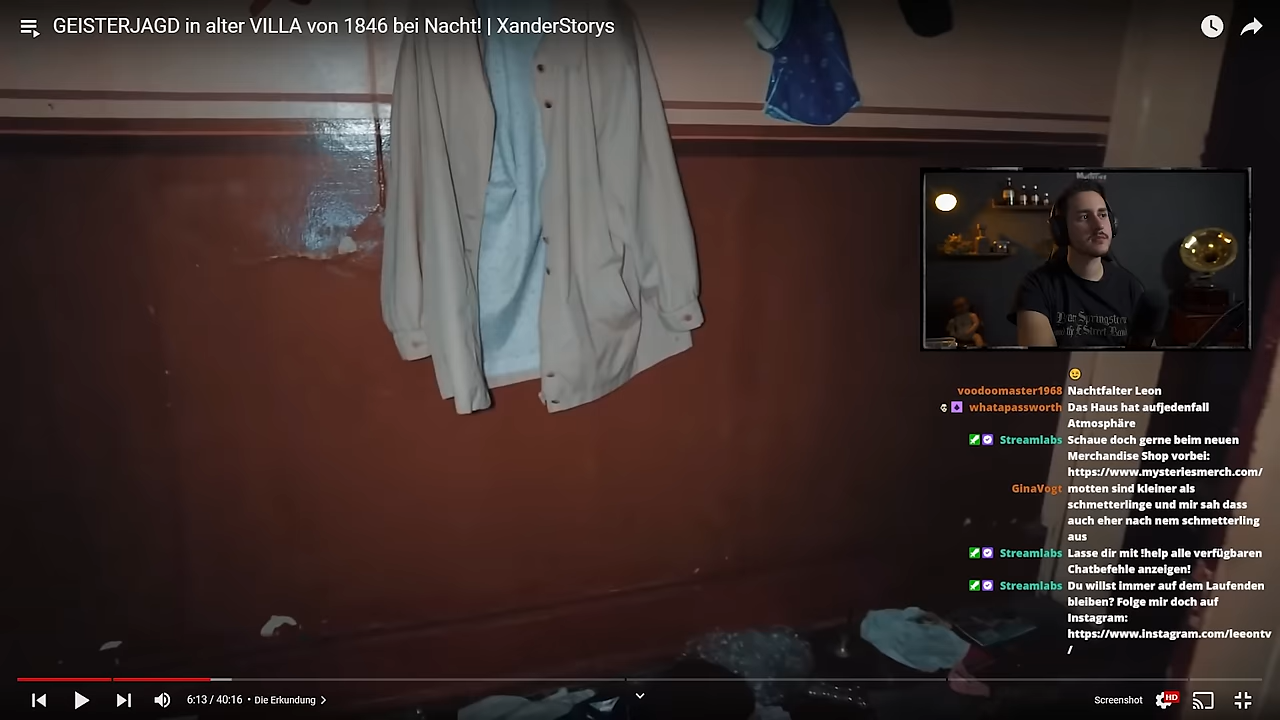 GEISTERJAGD in alter VILLA von 1846 bei Nacht! | XanderStorys
voodoomaster1968 Nachtfalter Leon
whatapassworth Das Haus hat aufjedenfall
Atmosphäre
Streamlabs Schaue doch gerne beim neuen
Merchandise Shop vorbei:
https://www.mysteriesmerch.com/
GinaVogt motten sind kleiner als
schmetterlinge und mir sah dass
auch eher nach nem schmetterling
aus
Streamlabs Lasse dir mit !help alle verfügbaren
Chatbefehle anzeigen!
Streamlabs Du willst immer auf dem Laufenden
bleiben? Folge mir doch auf
Instagram:
https://www.instagram.com/leeontv
/
6:13 / 40:16 • Die Erkundung
Screenshot
HD